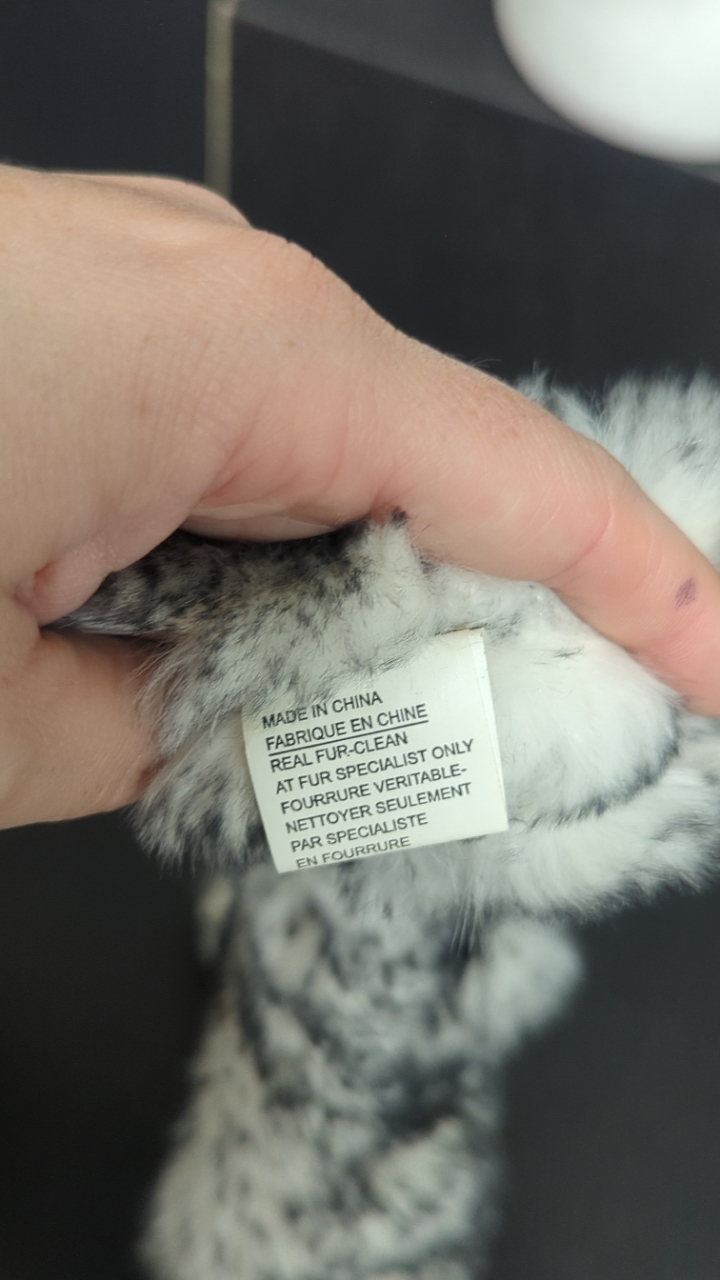 MADE IN CHINA
FABRIQUE EN CHINE
REAL FUR-CLEAN
AT FUR SPECIALIST ONLY
FOURRURE VERITABLE-
NETTOYER SEULEMENT
PAR SPECIALISTE
EN FOURRURE